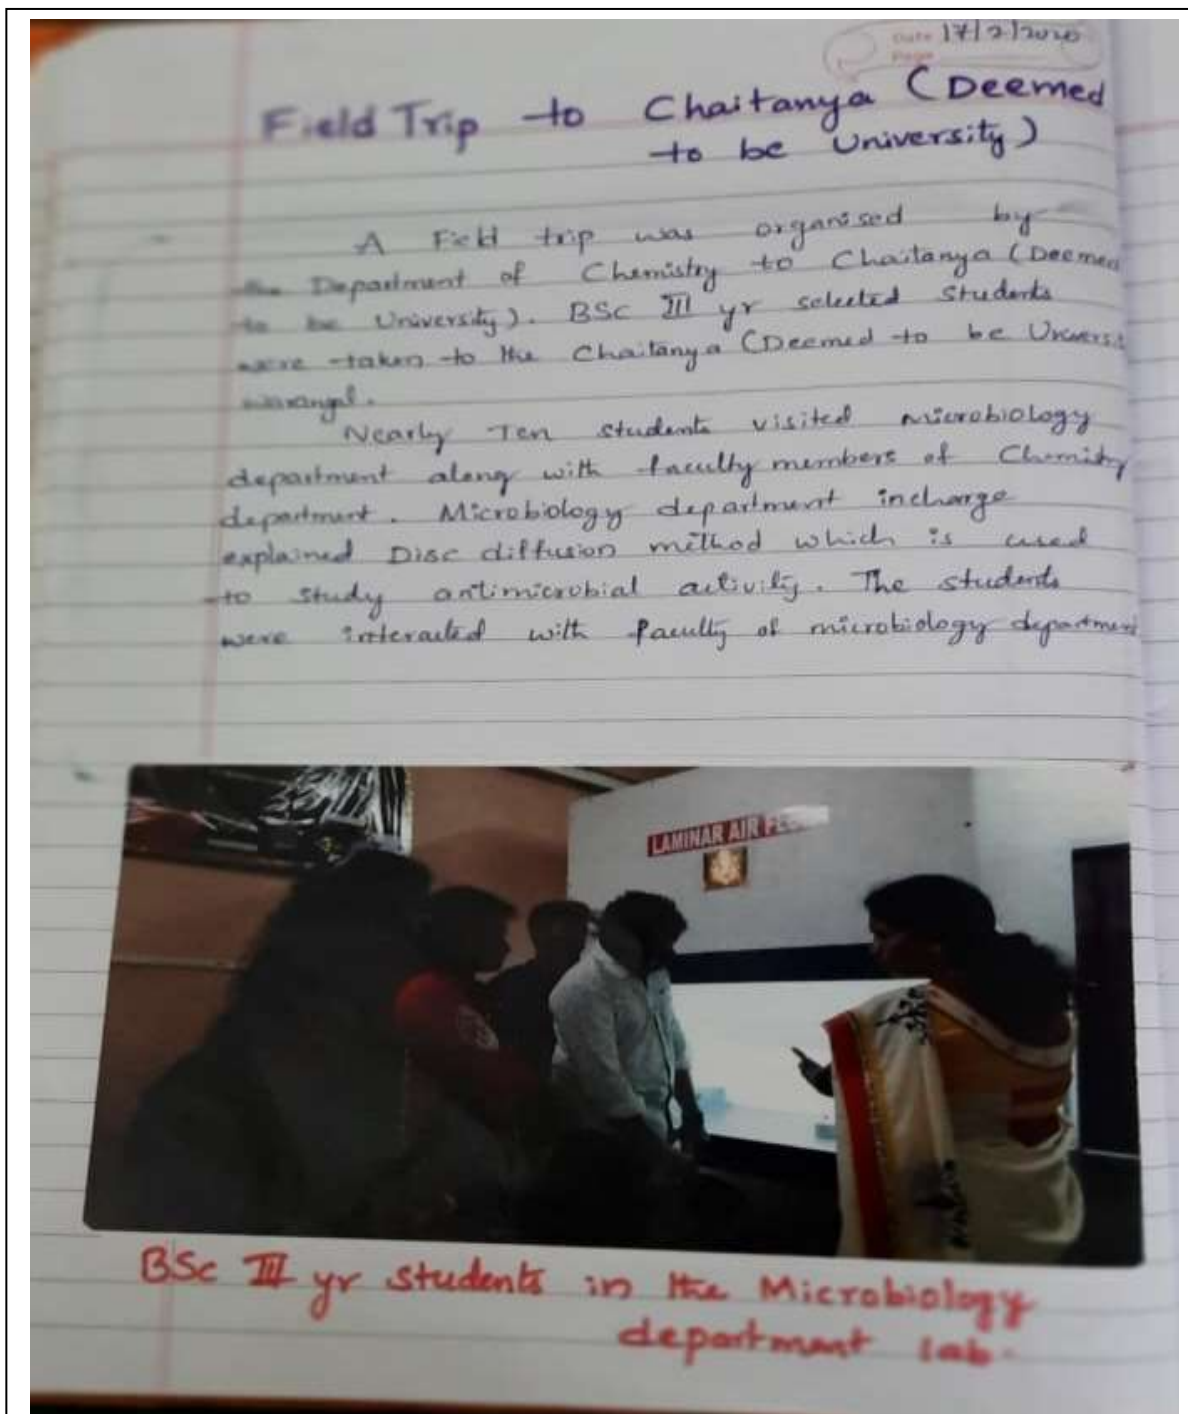 Date 17/2/2020
Page
Field Trip to Chaitanya (Deemed
to be University)
A Field trip was organised by
the Department of Chemistry to Chaitanya (Deemed
to be University). BSc III yr selected students
were taken to the Chaitanya (Deemed to be Universi
warangal.
Nearly Ten students visited microbiology
department along with faculty members of Chemistry
department. Microbiology department incharge
explained Disc diffusion method which is used
to study antimicrobial activity. The students
were interacted with faculty of microbiology department
LAMINAR AIR FLOW
BSc III yr students in the Microbiology
department lab.